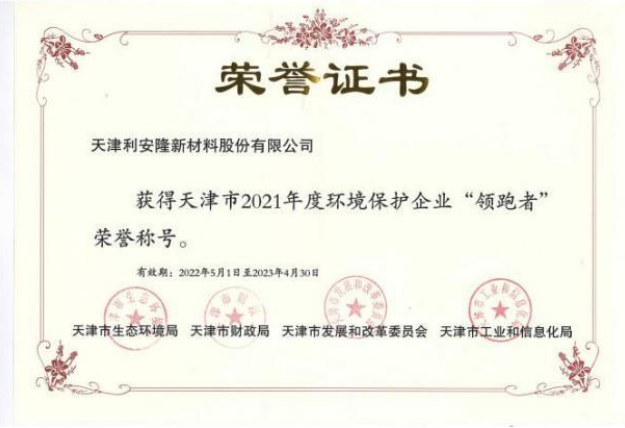 荣誉证书
天津利安隆新材料股份有限公司
获得天津市2021年度环境保护企业“领跑者”
荣誉称号。
有效期：2022年5月1日至2023年4月30日
天津市生态环境局 天津市财政局 天津市发展和改革委员会 天津市工业和信息化局